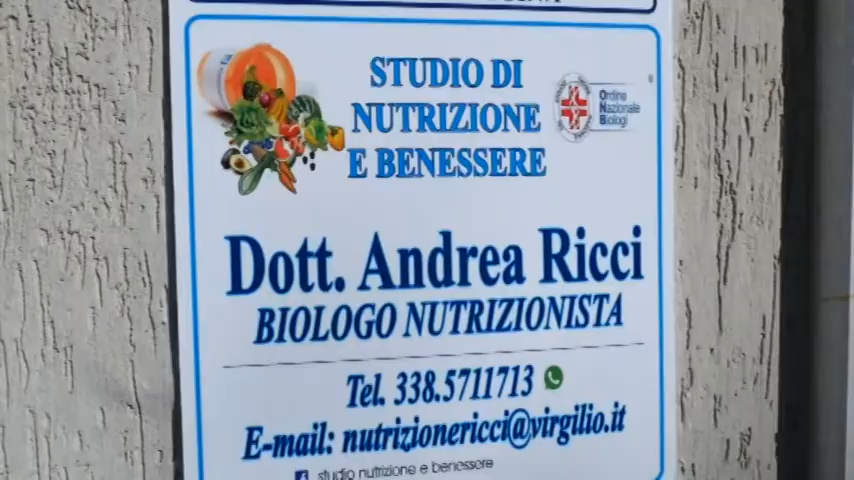 STUDIO DI
NUTRIZIONE
E BENESSERE
Ordine
Nazionale
Biologi
Dott. Andrea Ricci
BIOLOGO NUTRIZIONISTA
Tel. 338.5711713
E-mail: nutrizionericci@virgilio.it
studio nutrizione e benessere